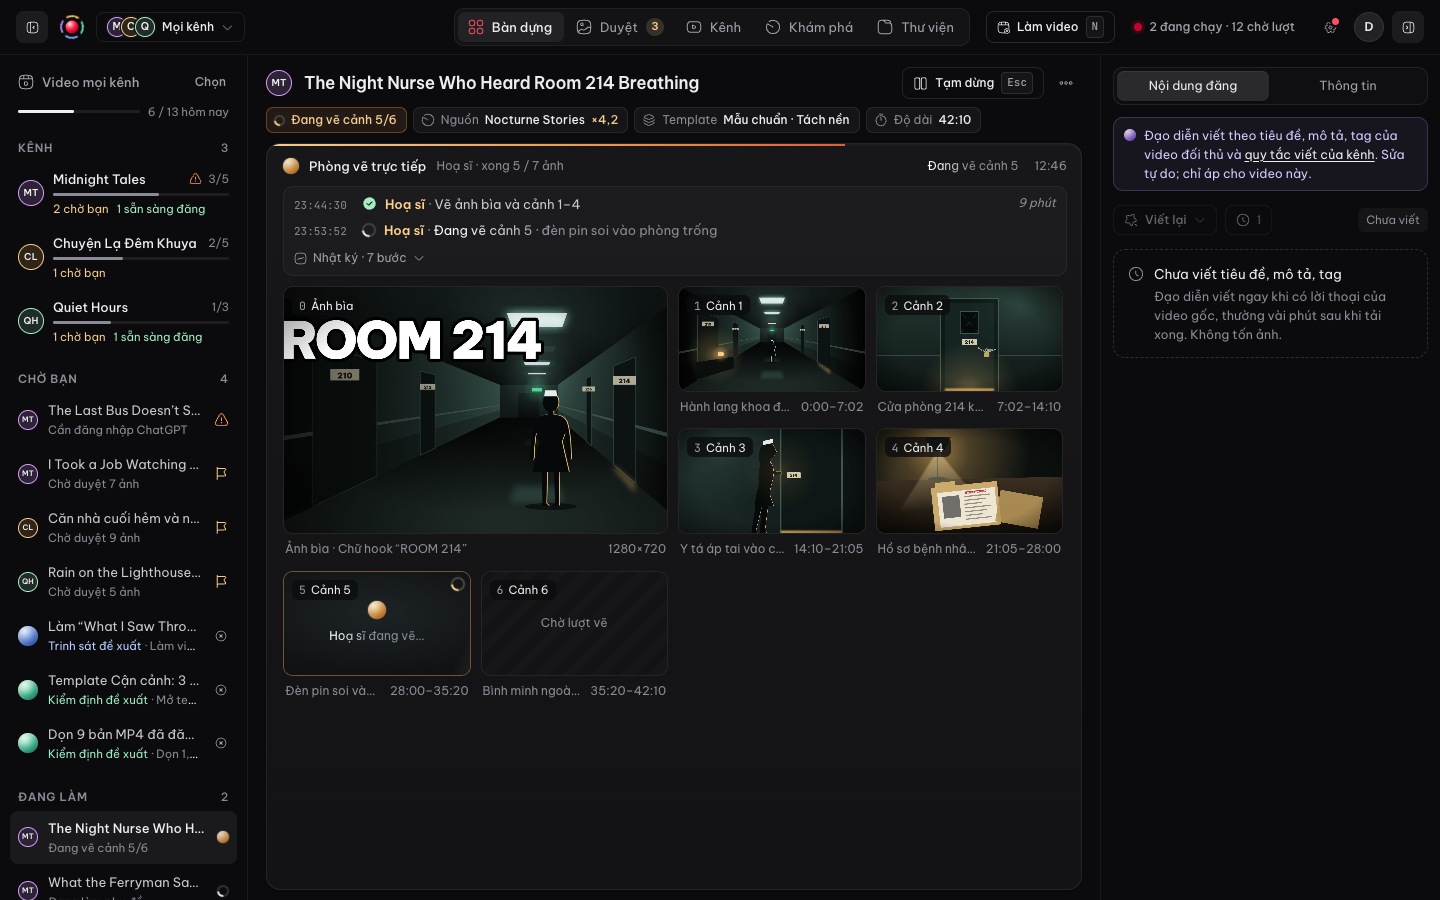 Mọi kênh
Bàn dựng
Duyệt 3
Kênh
Khám phá
Thư viện
Làm video N
2 đang chạy · 12 chờ lượt
D
Video mọi kênh
Chọn
6 / 13 hôm nay
KÊNH 3
MT Midnight Tales 3/5
2 chờ bạn 1 sẵn sàng đăng
CL Chuyện Lạ Đêm Khuya 2/5
1 chờ bạn
QH Quiet Hours 1/3
1 chờ bạn 1 sẵn sàng đăng
CHỜ BẠN 4
MT The Last Bus Doesn't S...
Cần đăng nhập ChatGPT
MT I Took a Job Watching ...
Chờ duyệt 7 ảnh
CL Căn nhà cuối hẻm và n...
Chờ duyệt 9 ảnh
QH Rain on the Lighthouse...
Chờ duyệt 5 ảnh
Làm “What I Saw Thro...
Trinh sát đề xuất · Làm vi...
Template Cận cảnh: 3 ...
Kiểm định đề xuất · Mở te...
Dọn 9 bản MP4 đã đă...
Kiểm định đề xuất · Dọn 1,...
ĐANG LÀM 2
MT The Night Nurse Who H...
Đang vẽ cảnh 5/6
MT What the Ferryman Sa...
MT The Night Nurse Who Heard Room 214 Breathing
Tạm dừng Esc
Đang vẽ cảnh 5/6
Nguồn Nocturne Stories ×4,2
Template Mẫu chuẩn · Tách nền
Độ dài 42:10
Phòng vẽ trực tiếp Hoạ sĩ · xong 5 / 7 ảnh
Đang vẽ cảnh 5 12:46
23:44:30 Hoạ sĩ · Vẽ ảnh bìa và cảnh 1–4 9 phút
23:53:52 Hoạ sĩ · Đang vẽ cảnh 5 · đèn pin soi vào phòng trống
Nhật ký · 7 bước
0 Ảnh bìa
ROOM 214
210
214
Ảnh bìa · Chữ hook “ROOM 214” 1280×720
1 Cảnh 1
Hành lang khoa đ... 0:00–7:02
2 Cảnh 2
214
Cửa phòng 214 k... 7:02–14:10
3 Cảnh 3
214
Y tá áp tai vào c... 14:10–21:05
4 Cảnh 4
Hồ sơ bệnh nhâ... 21:05–28:00
5 Cảnh 5
Hoạ sĩ đang vẽ...
Đèn pin soi và... 28:00–35:20
6 Cảnh 6
Chờ lượt vẽ
Bình minh ngoà... 35:20–42:10
Nội dung đăng
Thông tin
Đạo diễn viết theo tiêu đề, mô tả, tag của
video đối thủ và quy tắc viết của kênh. Sửa
tự do; chỉ áp cho video này.
Viết lại
1
Chưa viết
Chưa viết tiêu đề, mô tả, tag
Đạo diễn viết ngay khi có lời thoại của
video gốc, thường vài phút sau khi tải
xong. Không tốn ảnh.